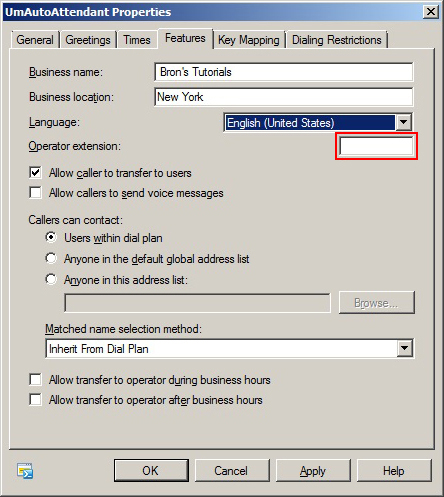 UmAutoAttendant Properties
General Greetings Times Features Key Mapping Dialing Restrictions
Business name: Bron's Tutorials
Business location: New York
Language: English (United States)
Operator extension:
Allow caller to transfer to users
Allow callers to send voice messages
Callers can contact:
Users within dial plan
Anyone in the default global address list
Anyone in this address list:
Browse...
Matched name selection method:
Inherit From Dial Plan
Allow transfer to operator during business hours
Allow transfer to operator after business hours
OK Cancel Apply Help